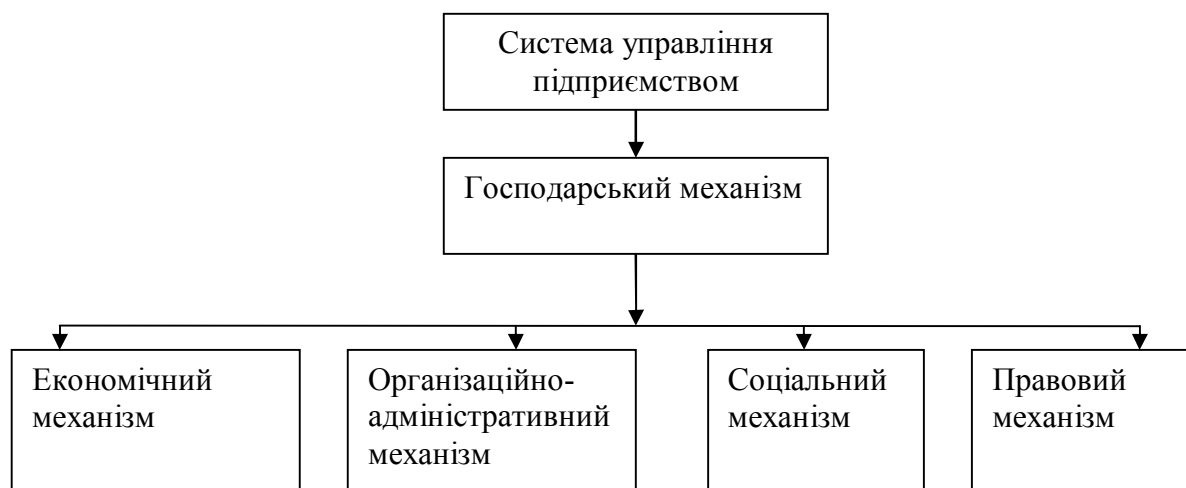 Система управління
підприємством
Господарський механізм
Економічний
механізм
Організаційно-
адміністративний
механізм
Соціальний
механізм
Правовий
механізм